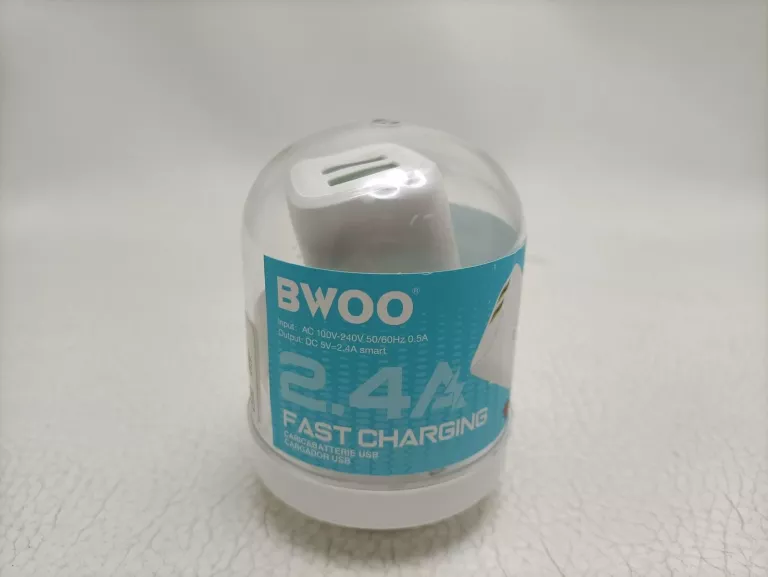 BWOO®
Input: AC 100V-240V.50/60Hz 0.5A
Output: DC 5V=2.4A smart
2.4A
FAST CHARGING
CARICABATTERIE USB
CARGADOR USB